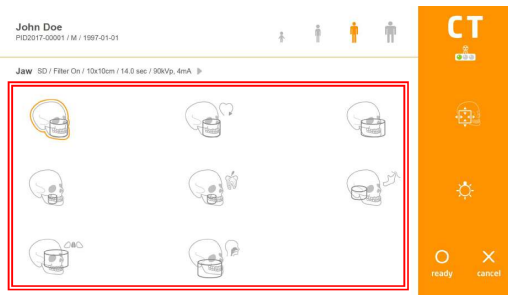 John Doe
PID2017-00001 / M / 1997-01-01
CT
Jaw SD / Filter On / 10x10cm / 14.0 sec / 90kVp, 4mA
ready cancel